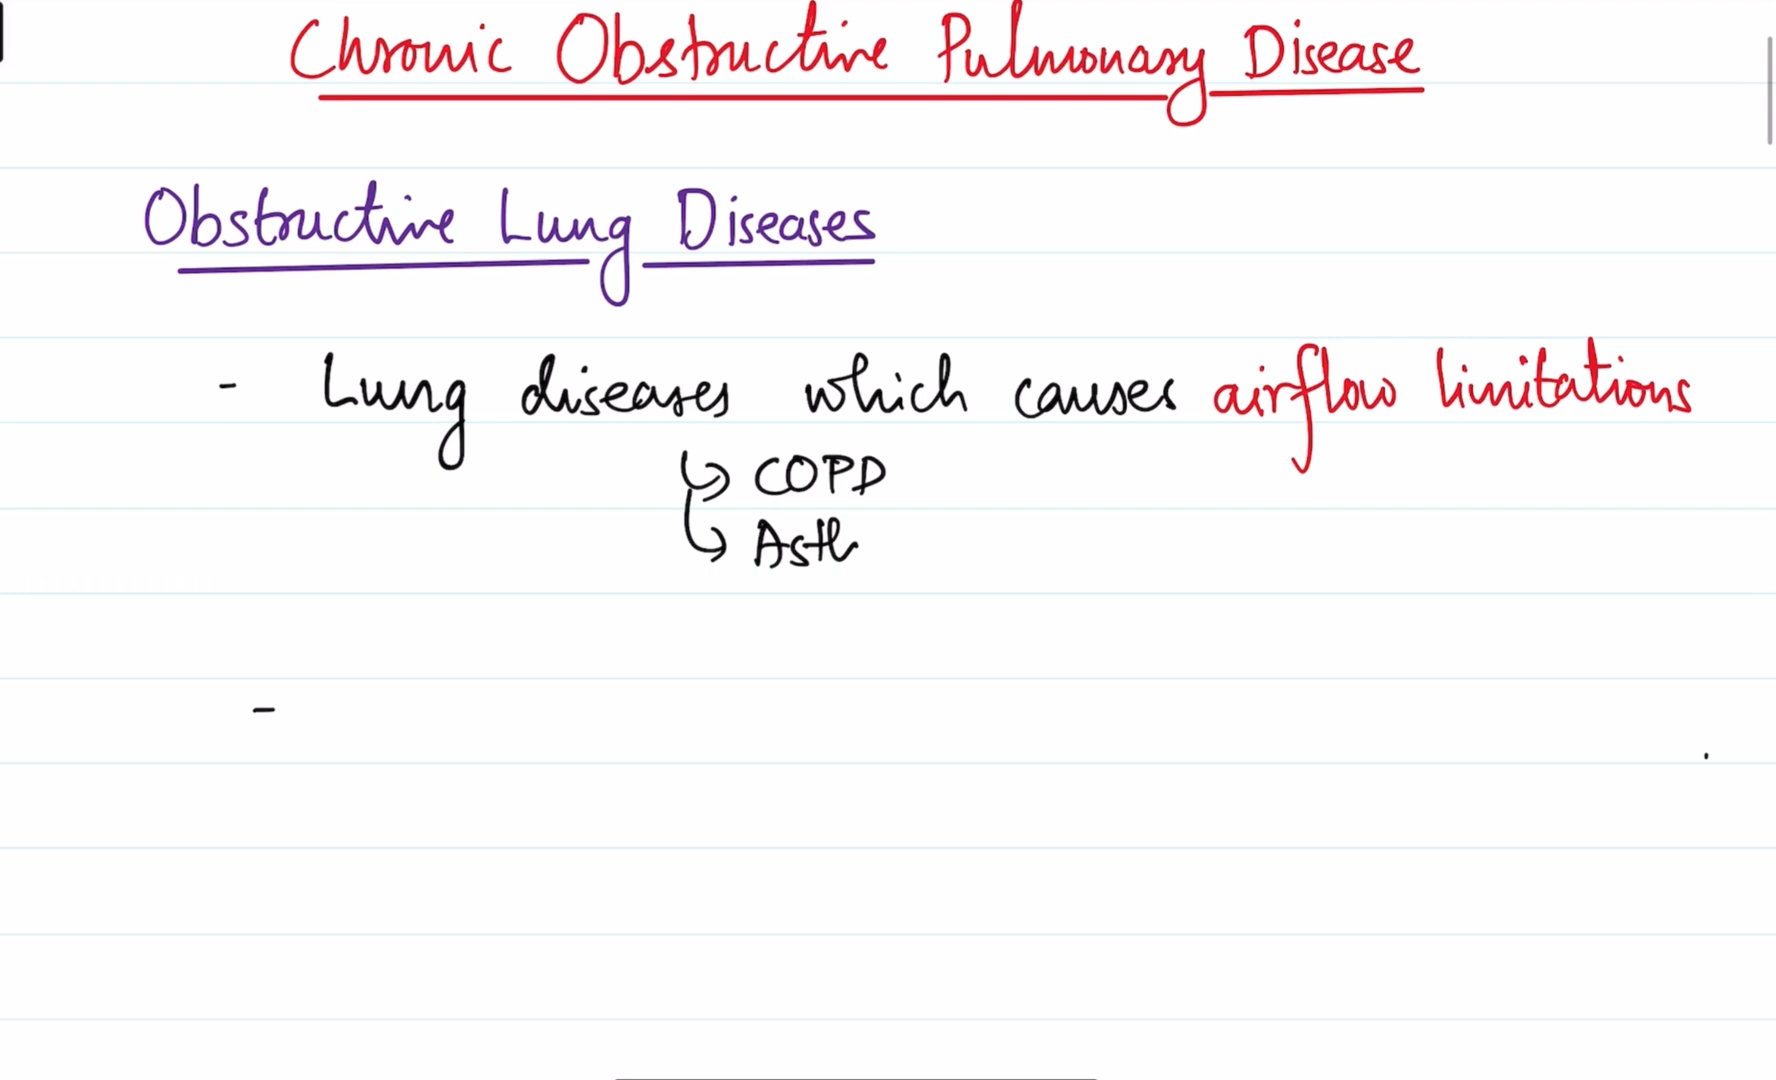 Chronic Obstructive Pulmonary Disease
Obstructive Lung Diseases
- Lung diseases which causes airflow limitations
↳ COPD
↳ Asth
-